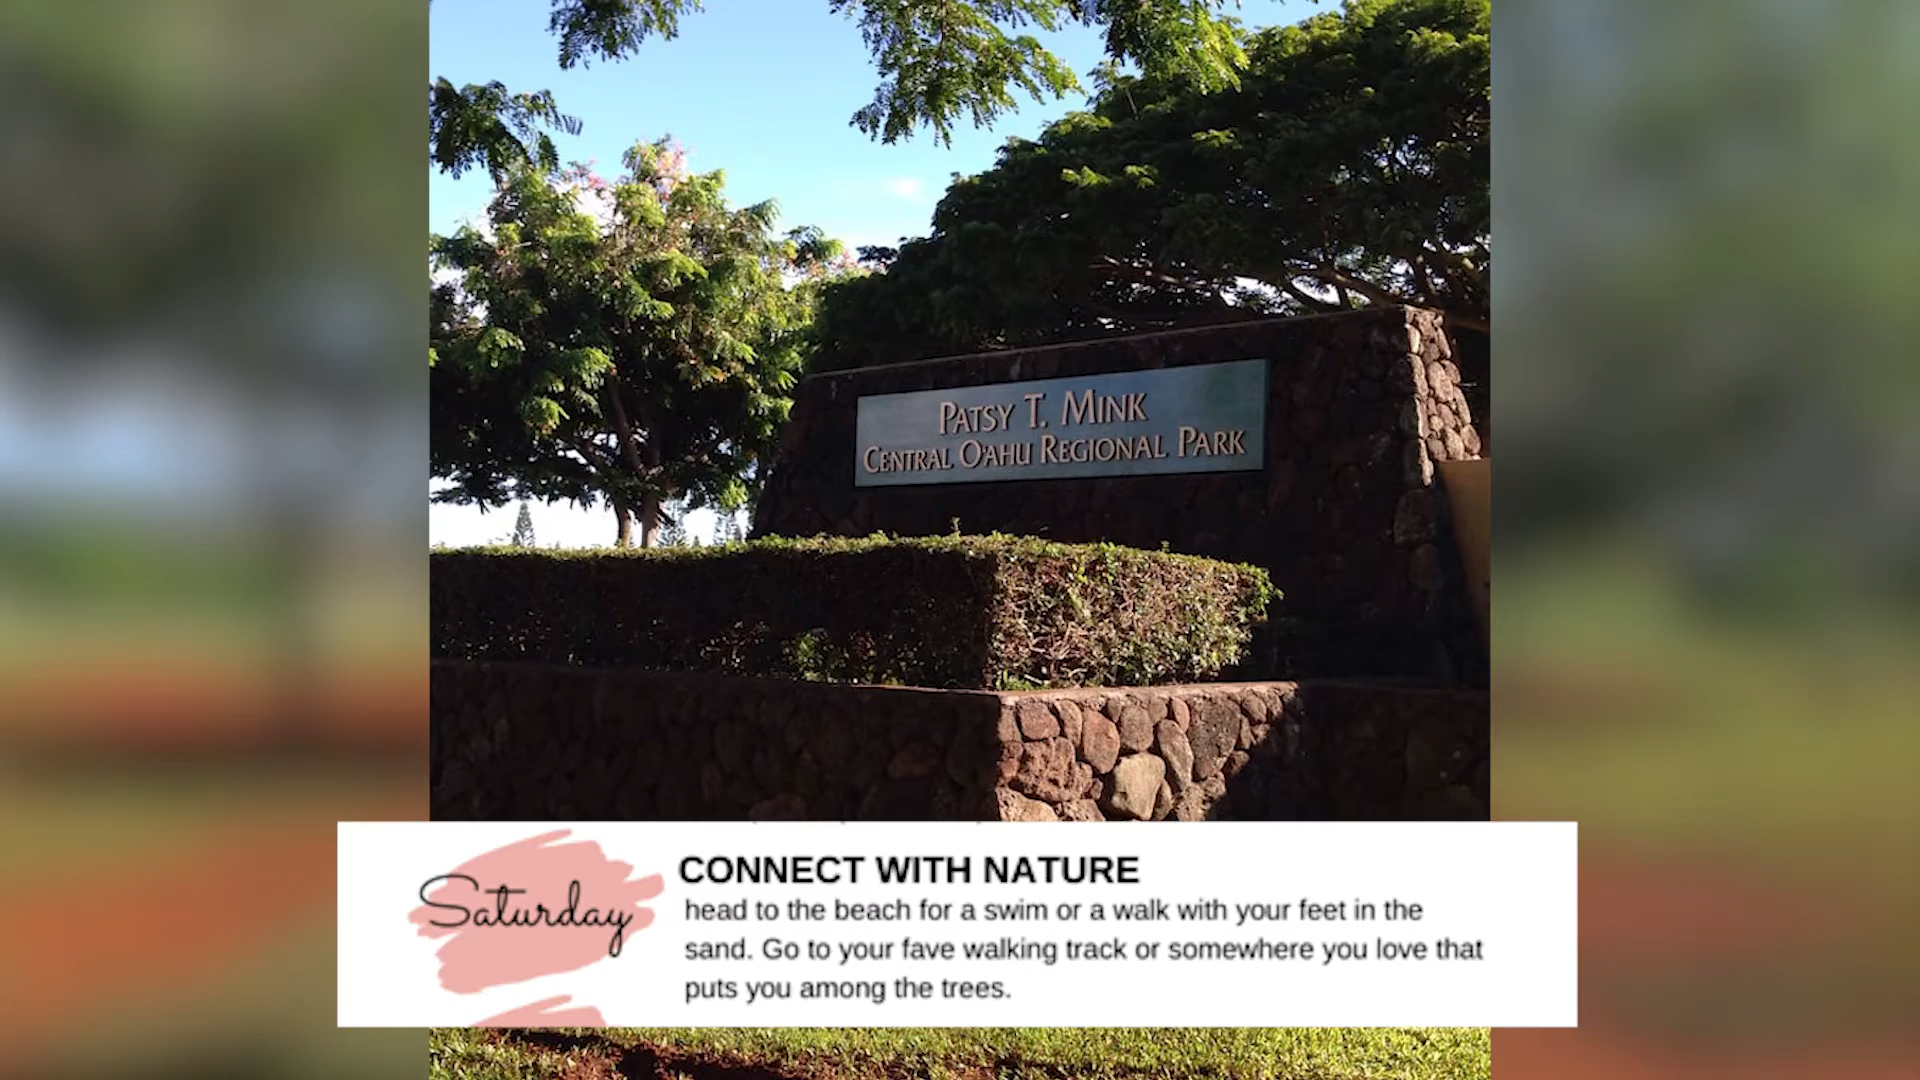 PATSY T. MINK
CENTRAL O'AHU REGIONAL PARK
Saturday
CONNECT WITH NATURE
head to the beach for a swim or a walk with your feet in the
sand. Go to your fave walking track or somewhere you love that
puts you among the trees.